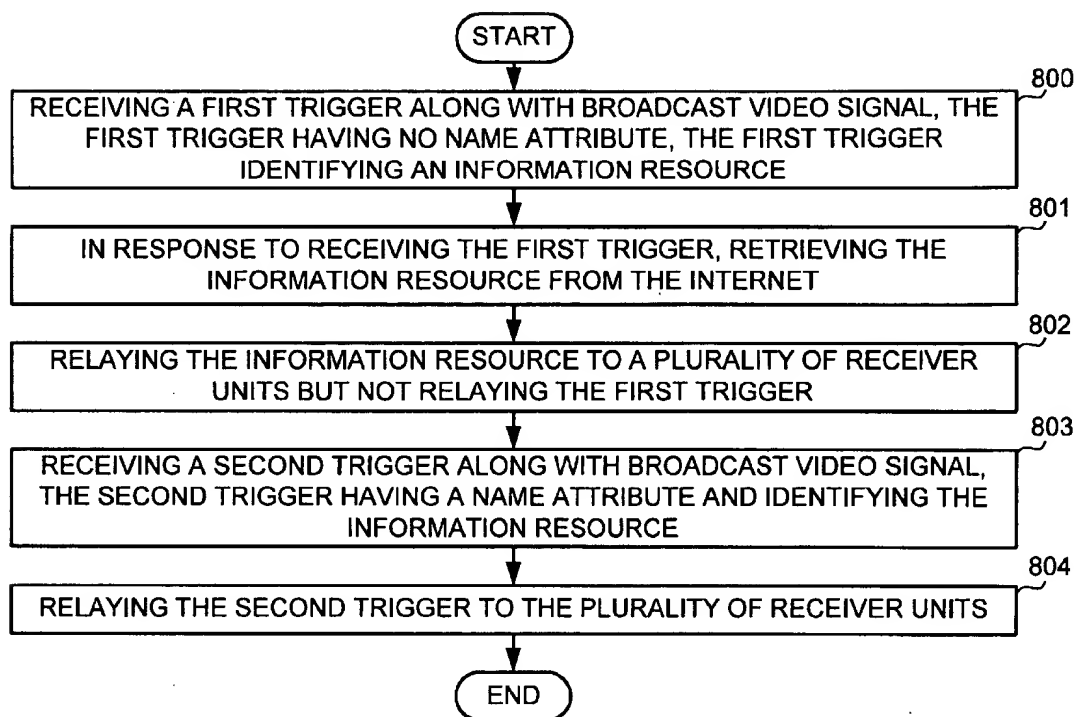 START
800
RECEIVING A FIRST TRIGGER ALONG WITH BROADCAST VIDEO SIGNAL, THE
FIRST TRIGGER HAVING NO NAME ATTRIBUTE, THE FIRST TRIGGER
IDENTIFYING AN INFORMATION RESOURCE
801
IN RESPONSE TO RECEIVING THE FIRST TRIGGER, RETRIEVING THE
INFORMATION RESOURCE FROM THE INTERNET
802
RELAYING THE INFORMATION RESOURCE TO A PLURALITY OF RECEIVER
UNITS BUT NOT RELAYING THE FIRST TRIGGER
803
RECEIVING A SECOND TRIGGER ALONG WITH BROADCAST VIDEO SIGNAL,
THE SECOND TRIGGER HAVING A NAME ATTRIBUTE AND IDENTIFYING THE
INFORMATION RESOURCE
804
RELAYING THE SECOND TRIGGER TO THE PLURALITY OF RECEIVER UNITS
END